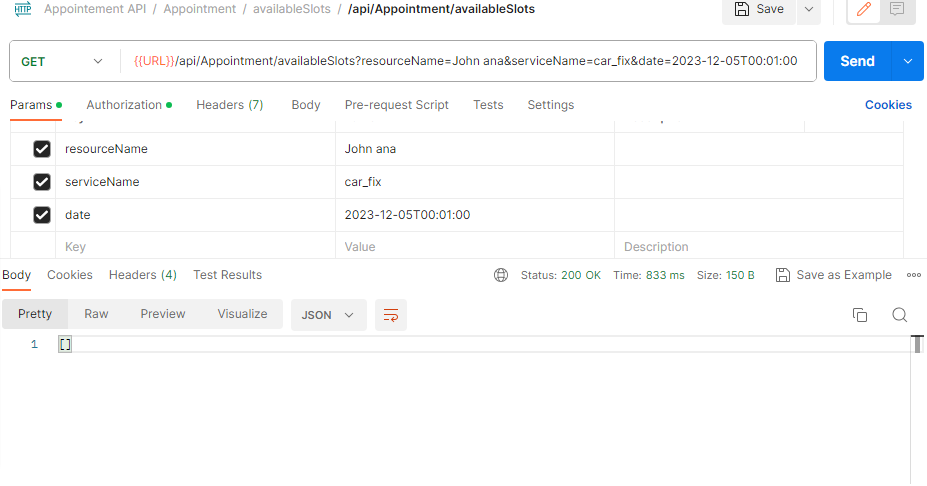 HTTP Appointement API / Appointment / availableSlots / /api/Appointment/availableSlots Save
GET {{URL}}/api/Appointment/availableSlots?resourceName=John ana&serviceName=car_fix&date=2023-12-05T00:01:00 Send
Params Authorization Headers (7) Body Pre-request Script Tests Settings Cookies
resourceName John ana
serviceName car_fix
date 2023-12-05T00:01:00
Key Value Description
Body Cookies Headers (4) Test Results Status: 200 OK Time: 833 ms Size: 150 B Save as Example
Pretty Raw Preview Visualize JSON
1 []